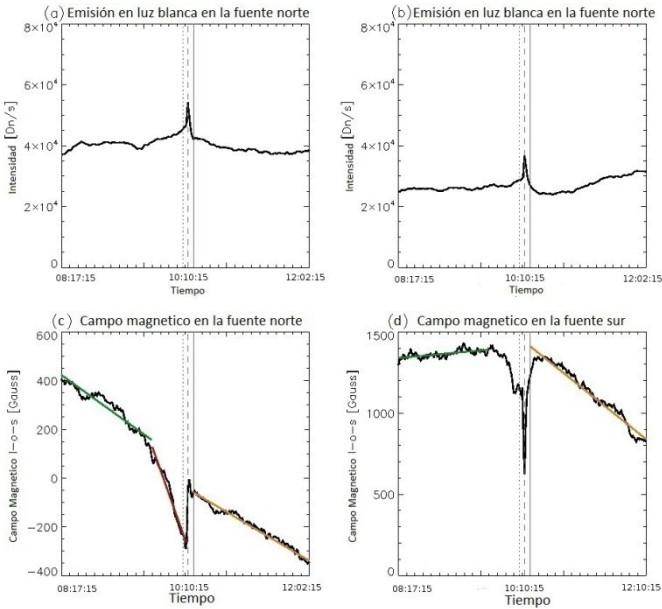 (a) Emisión en luz blanca en la fuente norte
8×10⁴
6×10⁴
4×10⁴
2×10⁴
0
Intensidad [Dn/s]
08:17:15 10:10:15 12:02:15
Tiempo
(b) Emisión en luz blanca en la fuente norte
8×10⁴
6×10⁴
4×10⁴
2×10⁴
0
Intensidad [Dn/s]
08:17:15 10:10:15 12:02:15
Tiempo
(c) Campo magnetico en la fuente norte
600
400
200
0
−200
−400
Campo Magnetico l−o−s [Gauss]
08:17:15 10:10:15 12:02:15
Tiempo
(d) Campo magnetico en la fuente sur
1500
1000
500
0
Campo Magnetico l−o−s [Gauss]
08:17:15 10:10:15 12:10:15
Tiempo